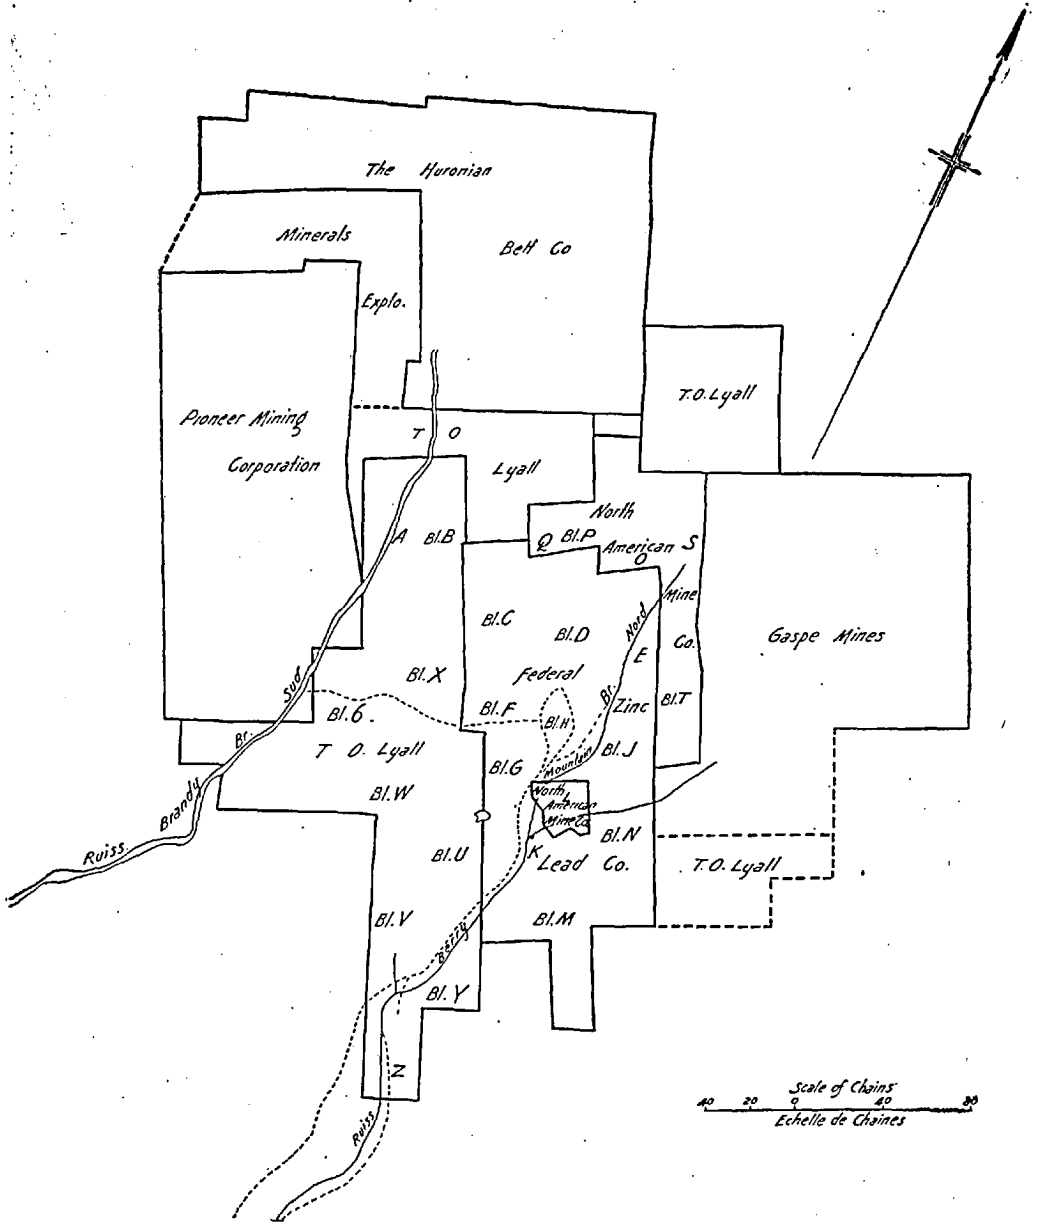 The Huronian
Minerals
Belt Co
Explo.
T. O. Lyall
Pioneer Mining
Corporation
T O
Lyall
North
Q Bl. P
American S
O
A Bl. B
Mine
Co.
Gaspe Mines
Bl. C
Bl. D
Nord
E
Federal
Bl. X
Sud
Bl. 6.
Bl. F
Bl. H
Br.
Zinc
Bl. T
T O. Lyall
Br.
Bl. G
Mountain
Bl. J
Bl. W
North
American
Mine Co
Brandy
Ruiss.
Bl. U
K
Bl. N
Lead Co.
T. O. Lyall
Bl. V
Berry
Bl. M
Bl. Y
Z
Ruiss
Scale of Chains
40 20 0 40 80
Echelle de Chaines